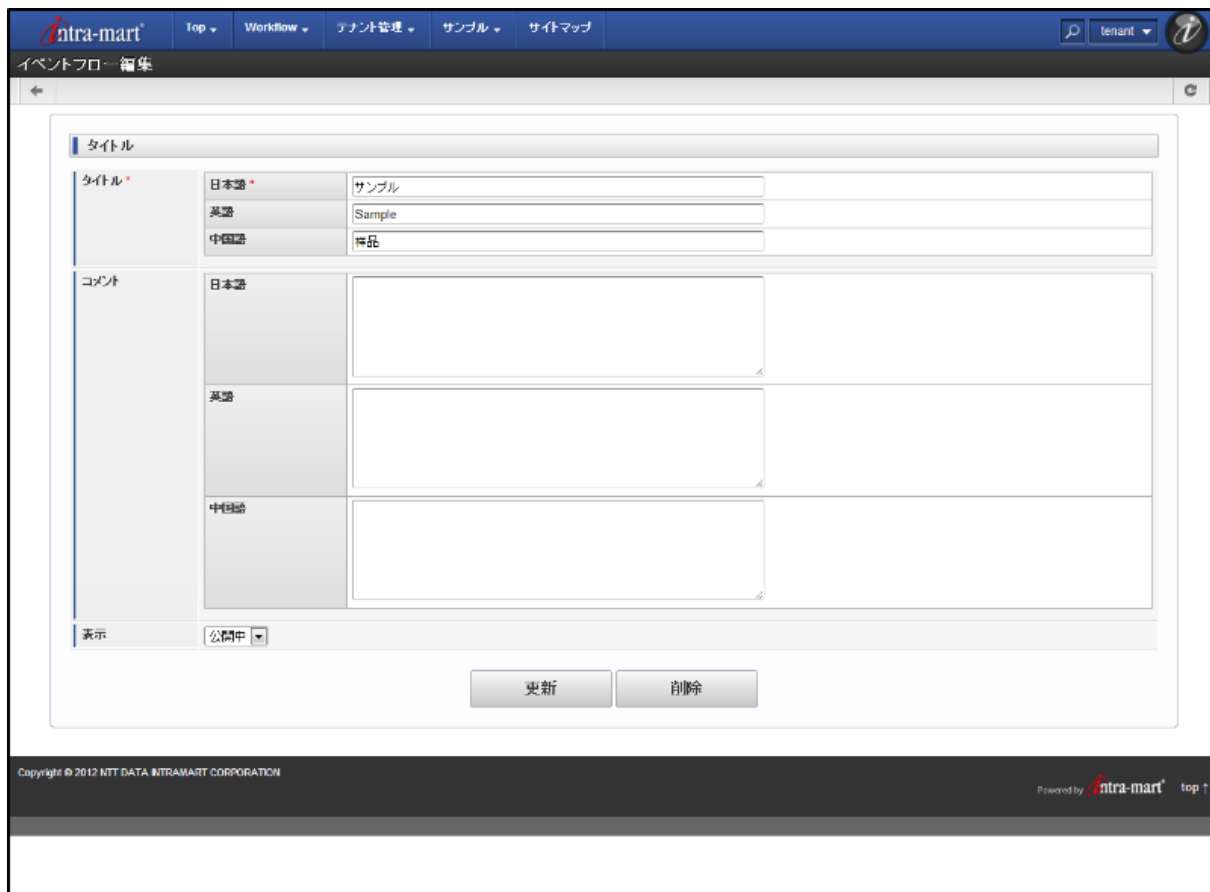 intra-mart® Top Workflow テナント管理 サンプル サイトマップ tenant
イベントフロー編集
タイトル
タイトル *
日本語 * サンプル
英語 Sample
中国語 样品
コメント
日本語
英語
中国語
表示 公開中
更新 削除
Copyright © 2012 NTT DATA INTRAMART CORPORATION
Powered by intra-mart® top ↑